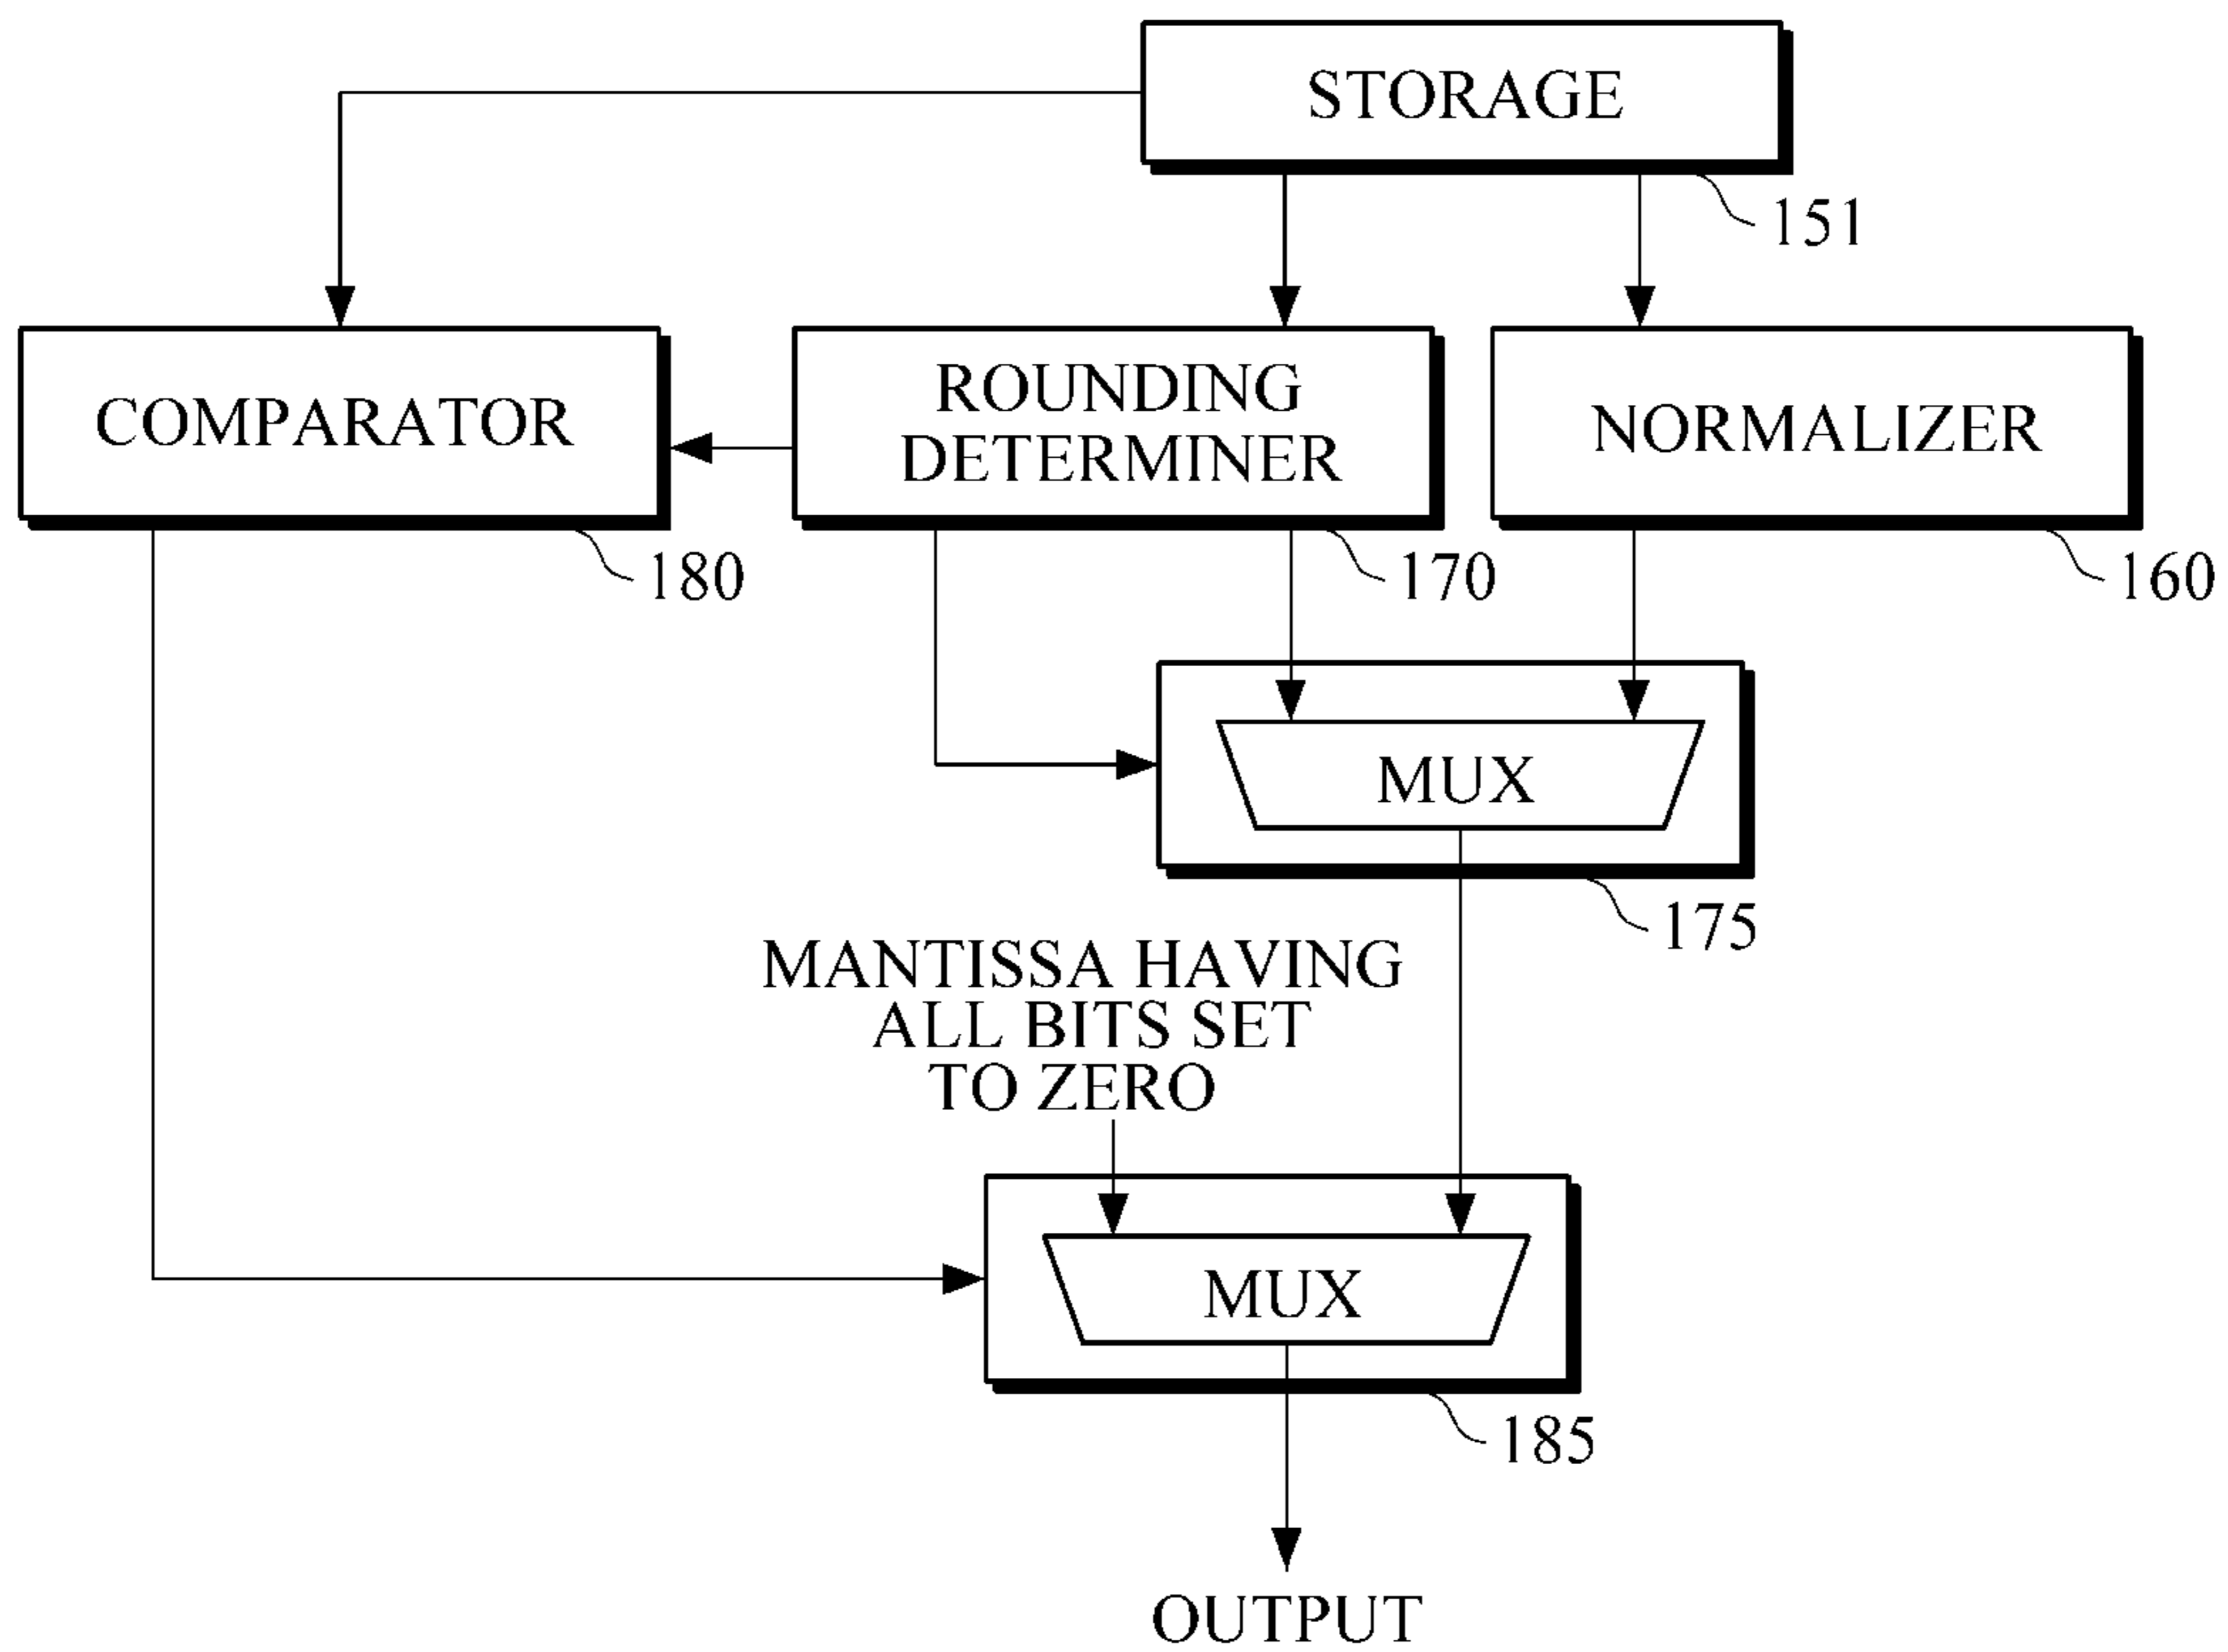 STORAGE
151
COMPARATOR
ROUNDING
DETERMINER
NORMALIZER
180
170
160
MUX
175
MANTISSA HAVING
ALL BITS SET
TO ZERO
MUX
185
OUTPUT